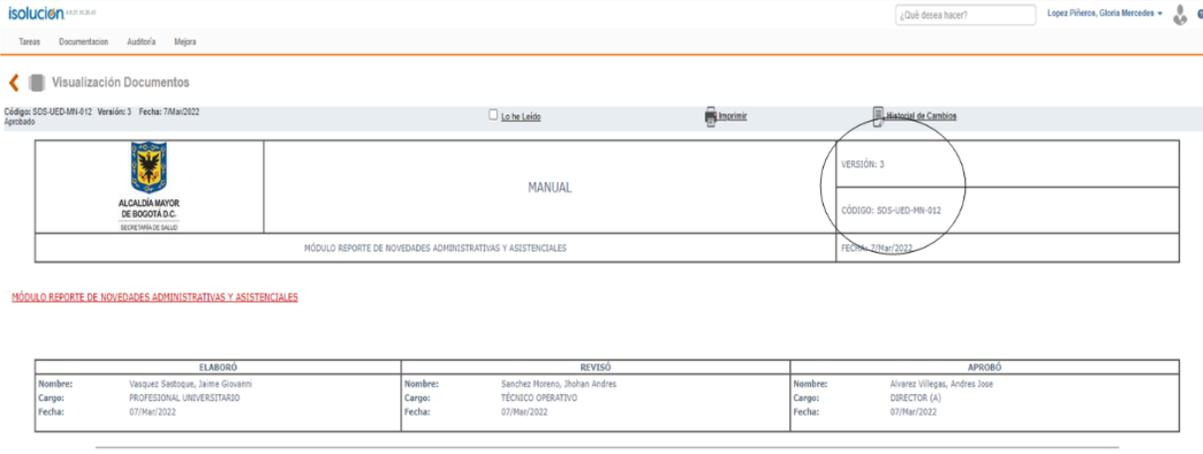 isolución
¿Qué desea hacer?
Lopez Piñeros, Gloria Mercedes
Tareas Documentacion Auditoría Mejora
Visualización Documentos
Código: SDS-UED-MN-012 Versión: 3 Fecha: 7/Mar/2022
Aprobado
Lo he Leído
Imprimir
Historial de Cambios
ALCALDÍA MAYOR
DE BOGOTÁ D.C.
SECRETARÍA DE SALUD
MANUAL
VERSIÓN: 3
CÓDIGO: SDS-UED-MN-012
MÓDULO REPORTE DE NOVEDADES ADMINISTRATIVAS Y ASISTENCIALES
FECHA: 7/Mar/2022
MÓDULO REPORTE DE NOVEDADES ADMINISTRATIVAS Y ASISTENCIALES
ELABORÓ REVISÓ APROBÓ
Nombre: Vasquez Sastoque, Jaime Giovanni Nombre: Sanchez Moreno, Jhohan Andres Nombre: Alvarez Villegas, Andres Jose
Cargo: PROFESIONAL UNIVERSITARIO Cargo: TÉCNICO OPERATIVO Cargo: DIRECTOR (A)
Fecha: 07/Mar/2022 Fecha: 07/Mar/2022 Fecha: 07/Mar/2022